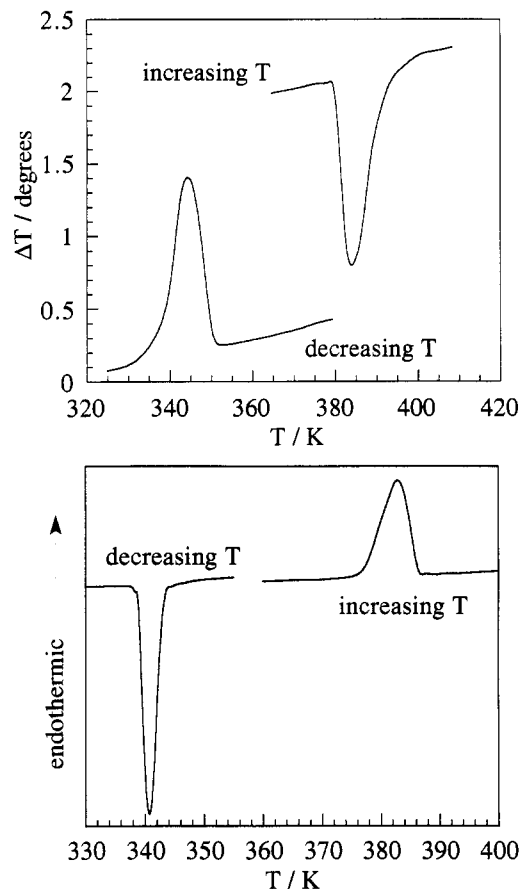 2.5
increasing T
2
1.5
1
0.5
decreasing T
0
ΔT / degrees
320 340 360 380 400 420
T / K
decreasing T
increasing T
endothermic
330 340 350 360 370 380 390 400
T / K